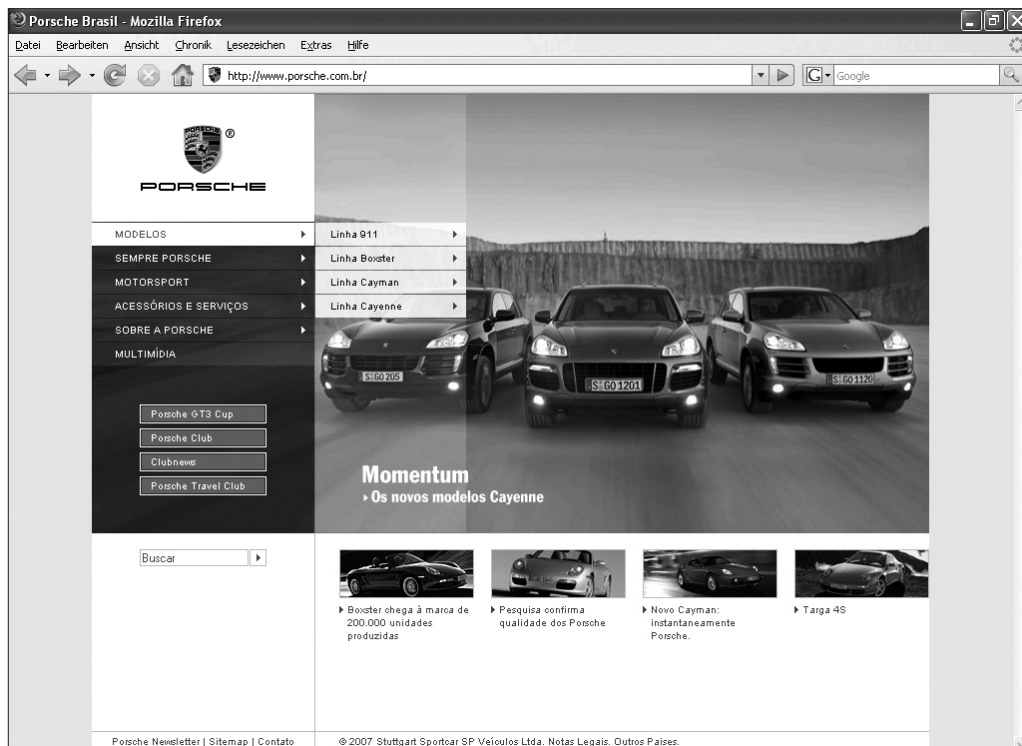 Porsche Brasil - Mozilla Firefox
Datei Bearbeiten Ansicht Chronik Lesezeichen Extras Hilfe
http://www.porsche.com.br/
G Google
PORSCHE ®
PORSCHE
MODELOS
SEMPRE PORSCHE
MOTORSPORT
ACESSÓRIOS E SERVIÇOS
SOBRE A PORSCHE
MULTIMÍDIA
Linha 911
Linha Boxster
Linha Cayman
Linha Cayenne
Porsche GT3 Cup
Porsche Club
Clubnews
Porsche Travel Club
S GO 205
S GO 1201
S GO 1120
Momentum
Os novos modelos Cayenne
Buscar
Boxster chega à marca de
200.000 unidades
produzidas
Pesquisa confirma
qualidade dos Porsche
Novo Cayman:
instantaneamente
Porsche.
Targa 4S
Porsche Newsletter | Sitemap | Contato
© 2007 Stuttgart Sportcar SP Veículos Ltda. Notas Legais. Outros Paises.